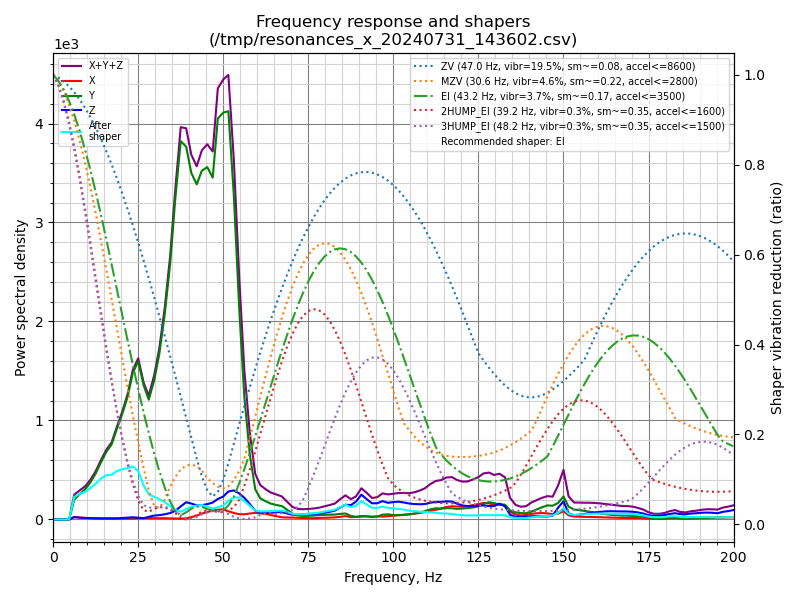 Frequency response and shapers
(/tmp/resonances_x_20240731_143602.csv)
1e3
X+Y+Z
X
Y
Z
After
shaper
ZV (47.0 Hz, vibr=19.5%, sm~=0.08, accel<=8600)
MZV (30.6 Hz, vibr=4.6%, sm~=0.22, accel<=2800)
EI (43.2 Hz, vibr=3.7%, sm~=0.17, accel<=3500)
2HUMP_EI (39.2 Hz, vibr=0.3%, sm~=0.35, accel<=1600)
3HUMP_EI (48.2 Hz, vibr=0.3%, sm~=0.35, accel<=1500)
Recommended shaper: EI
Power spectral density
4
3
2
1
0
1.0
0.8
0.6
0.4
0.2
0.0
Shaper vibration reduction (ratio)
0 25 50 75 100 125 150 175 200
Frequency, Hz